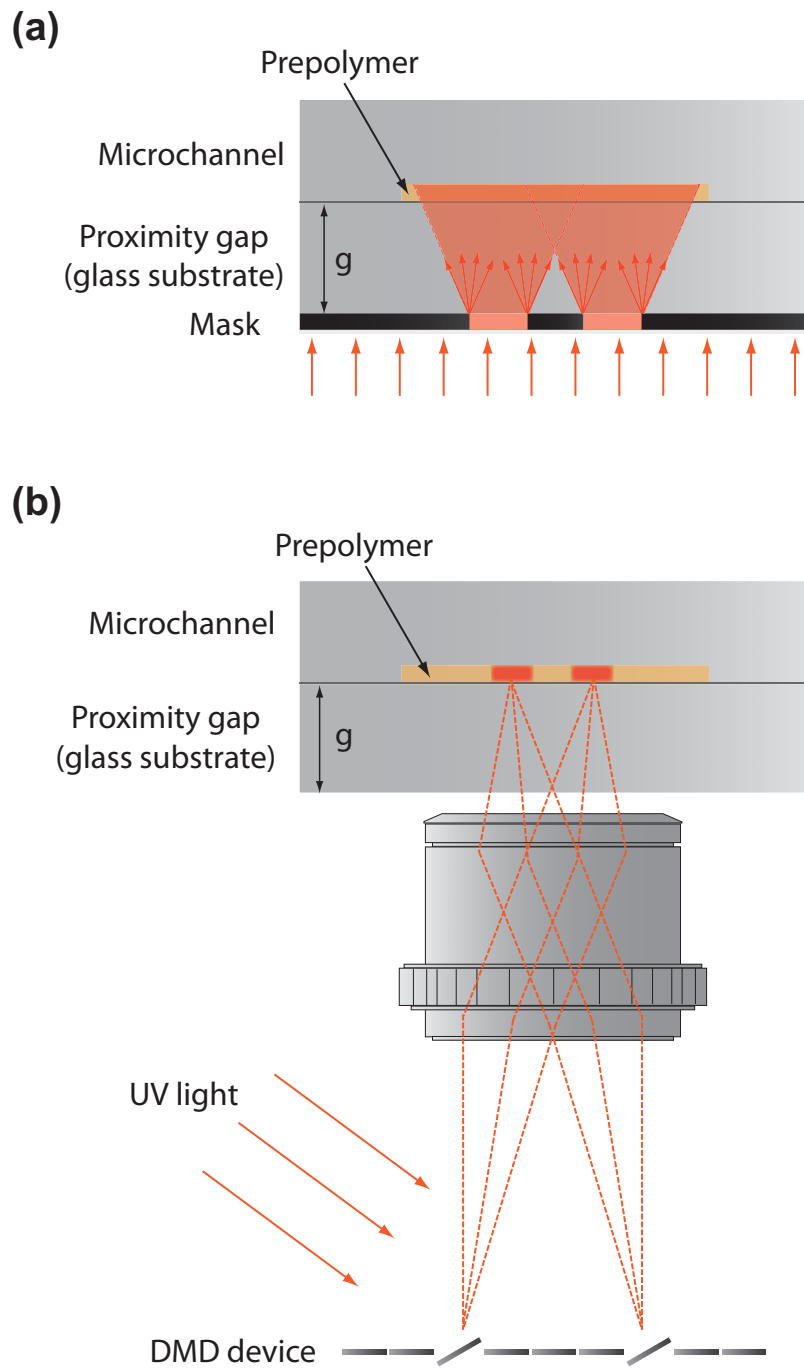 (a)
Prepolymer
Microchannel
Proximity gap
(glass substrate)
g
Mask
(b)
Prepolymer
Microchannel
Proximity gap
(glass substrate)
g
UV light
DMD device